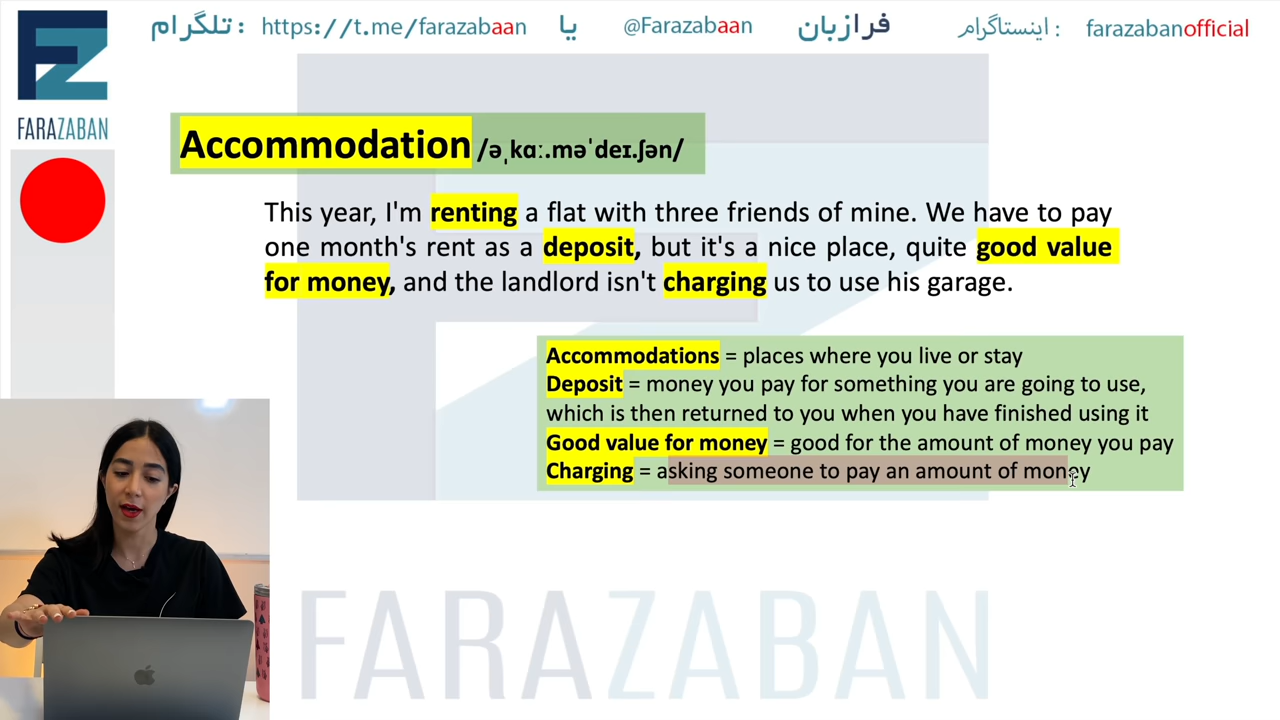 تلگرام : https://t.me/farazabaan یا @Farazabaan فرازبان اینستاگرام : farazabanofficial
FZ
FARAZABAN
Accommodation /əˌkɑː.məˈdeɪ.ʃən/
This year, I'm renting a flat with three friends of mine. We have to pay
one month's rent as a deposit, but it's a nice place, quite good value
for money, and the landlord isn't charging us to use his garage.
Accommodations = places where you live or stay
Deposit = money you pay for something you are going to use,
which is then returned to you when you have finished using it
Good value for money = good for the amount of money you pay
Charging = asking someone to pay an amount of money
FARAZABAN